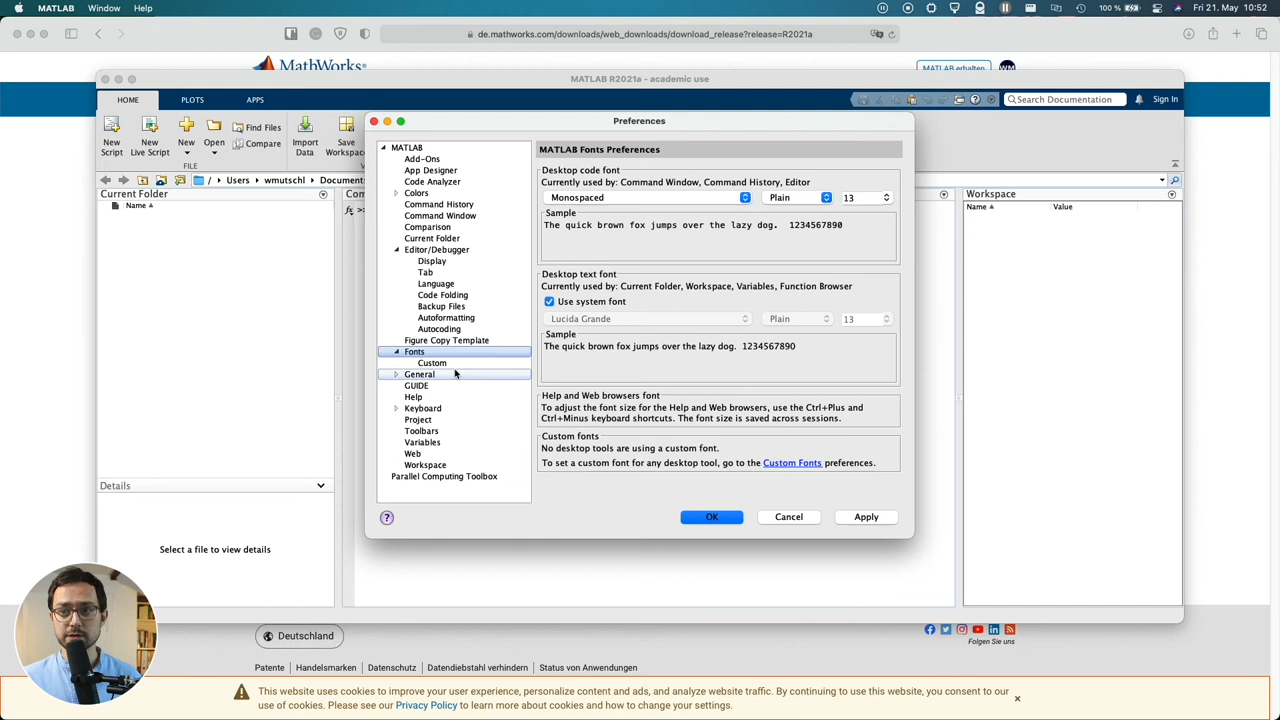 MATLAB Window Help
Fri 21. May 10:52
de.mathworks.com/downloads/web_downloads/download_release?release=R2021a
MathWorks
MATLAB erhalten
WM
MATLAB R2021a - academic use
HOME PLOTS APPS
Search Documentation
Sign In
New Script
New Live Script
New
Open
Find Files
Compare
Import Data
Save Workspace
FILE
/ Users wmutschl Document
Current Folder
Name
Details
Select a file to view details
Com
fx >>
Workspace
Name Value
Preferences
MATLAB
Add-Ons
App Designer
Code Analyzer
Colors
Command History
Command Window
Comparison
Current Folder
Editor/Debugger
Display
Tab
Language
Code Folding
Backup Files
Autoformatting
Autocoding
Figure Copy Template
Fonts
Custom
General
GUIDE
Help
Keyboard
Project
Toolbars
Variables
Web
Workspace
Parallel Computing Toolbox
MATLAB Fonts Preferences
Desktop code font
Currently used by: Command Window, Command History, Editor
Monospaced Plain 13
Sample
The quick brown fox jumps over the lazy dog. 1234567890
Desktop text font
Currently used by: Current Folder, Workspace, Variables, Function Browser
Use system font
Lucida Grande Plain 13
Sample
The quick brown fox jumps over the lazy dog. 1234567890
Help and Web browsers font
To adjust the font size for the Help and Web browsers, use the Ctrl+Plus and
Ctrl+Minus keyboard shortcuts. The font size is saved across sessions.
Custom fonts
No desktop tools are using a custom font.
To set a custom font for any desktop tool, go to the Custom Fonts preferences.
?
OK Cancel Apply
Deutschland
Folgen Sie uns
Patente Handelsmarken Datenschutz Datendiebstahl verhindern Status von Anwendungen
This website uses cookies to improve your user experience, personalize content and ads, and analyze website traffic. By continuing to use this website, you consent to our
use of cookies. Please see our Privacy Policy to learn more about cookies and how to change your settings.